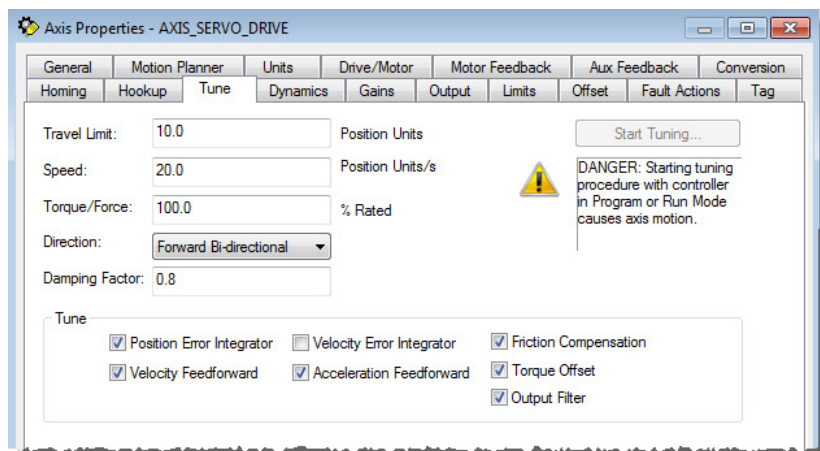 Axis Properties - AXIS_SERVO_DRIVE
General Motion Planner Units Drive/Motor Motor Feedback Aux Feedback Conversion
Homing Hookup Tune Dynamics Gains Output Limits Offset Fault Actions Tag
Travel Limit: 10.0 Position Units Start Tuning...
Speed: 20.0 Position Units/s
DANGER: Starting tuning
procedure with controller
in Program or Run Mode
causes axis motion.
Torque/Force: 100.0 % Rated
Direction: Forward Bi-directional
Damping Factor: 0.8
Tune
Position Error Integrator Velocity Error Integrator Friction Compensation
Velocity Feedforward Acceleration Feedforward Torque Offset
Output Filter